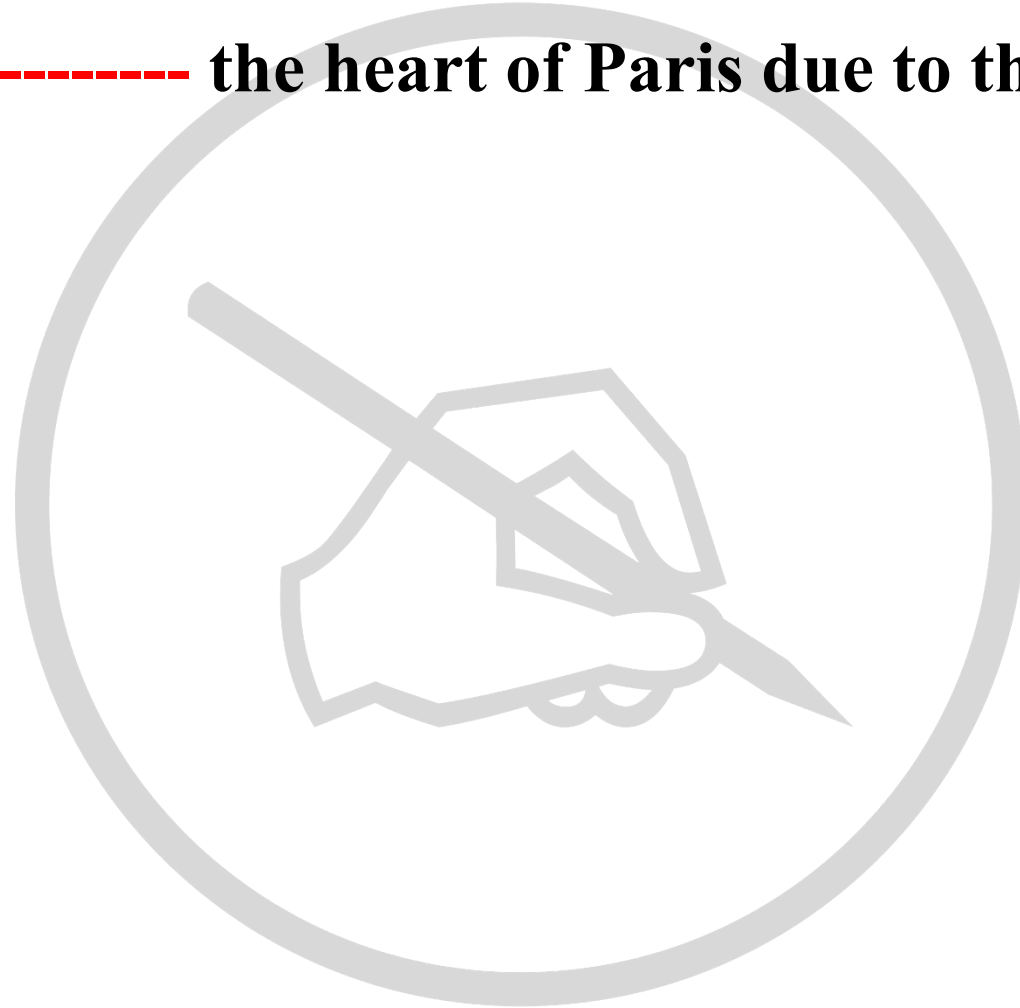 -------- the heart of Paris due to th